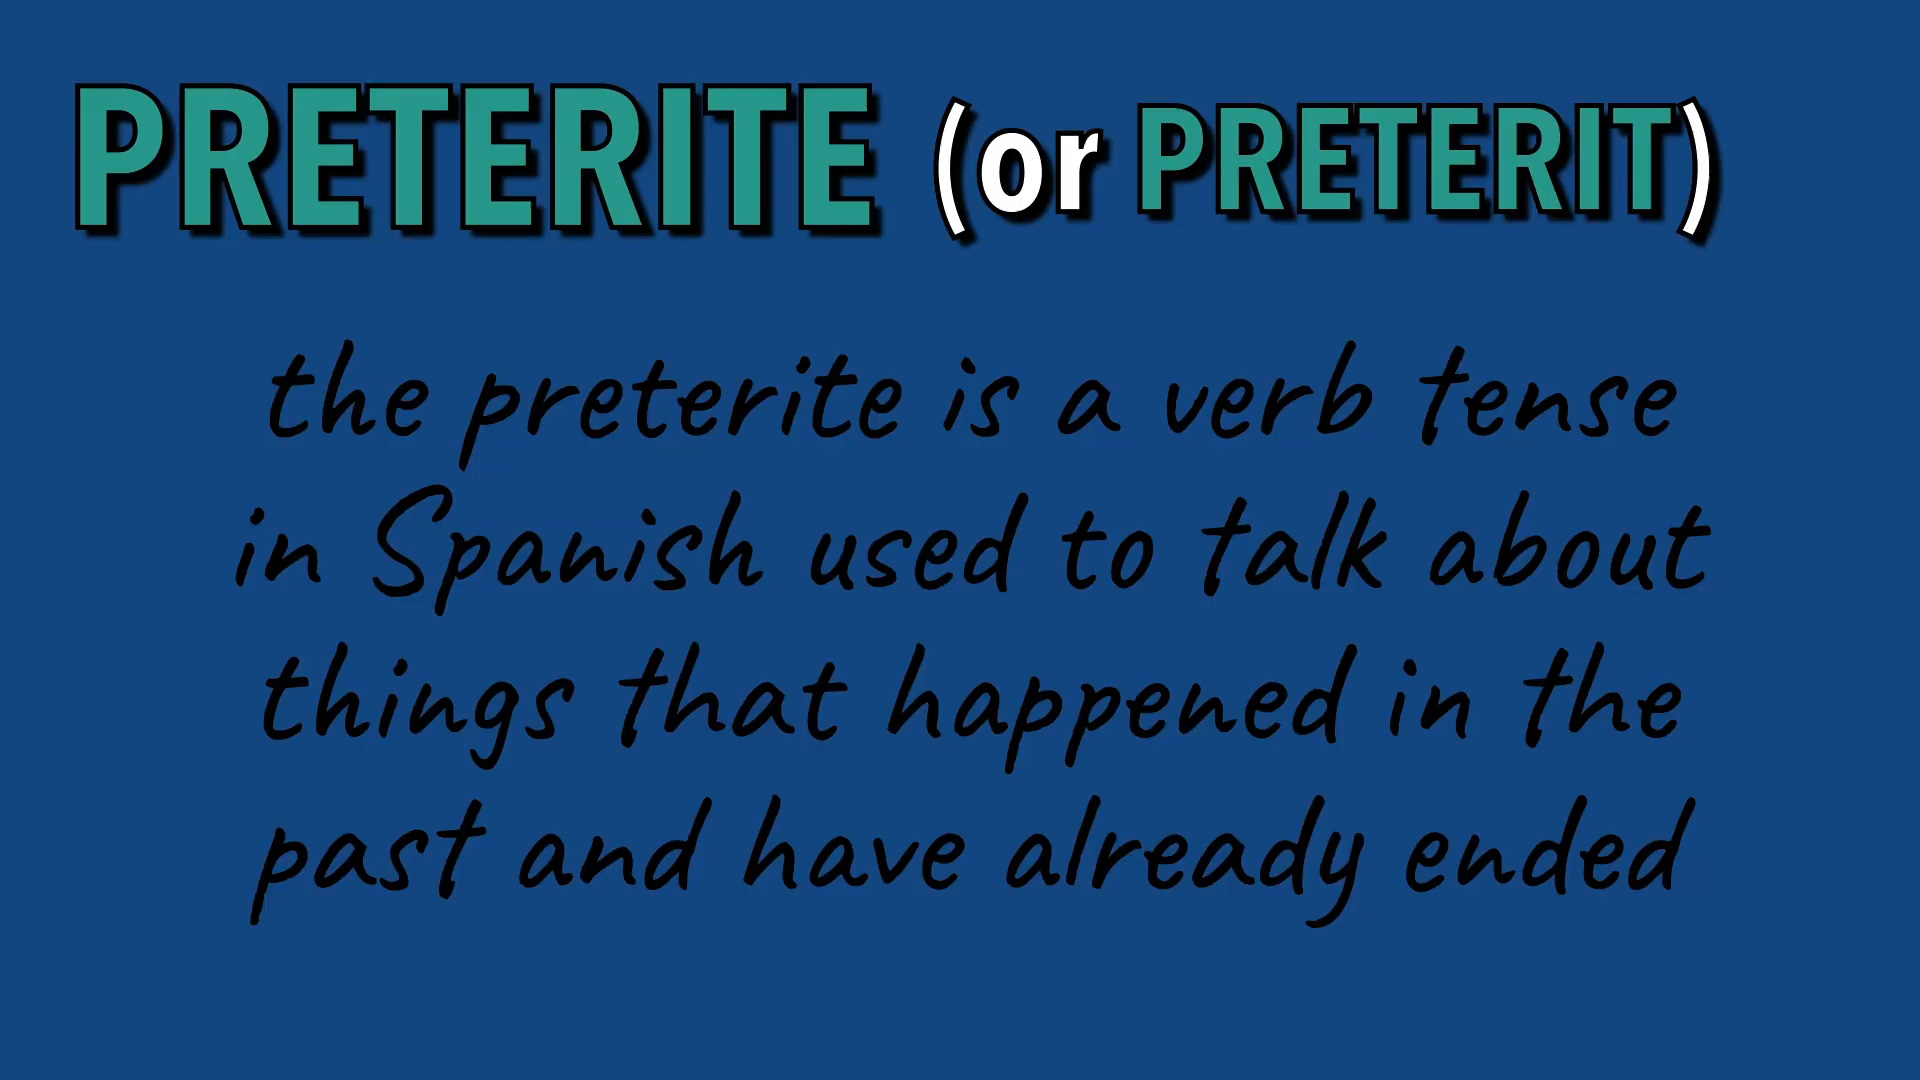 PRETERITE (or PRETERIT)
the preterite is a verb tense
in Spanish used to talk about
things that happened in the
past and have already ended